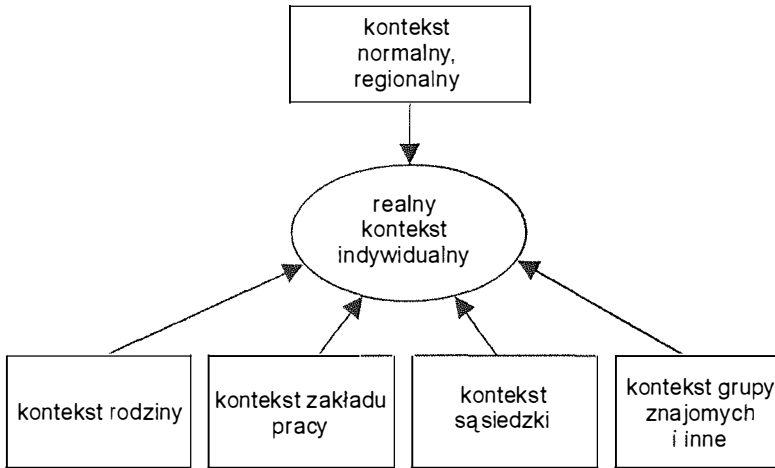 kontekst
normalny,
regionalny
realny
kontekst
indywidualny
kontekst rodziny
kontekst zakładu
pracy
kontekst
sąsiedzki
kontekst grupy
znajomych
i inne